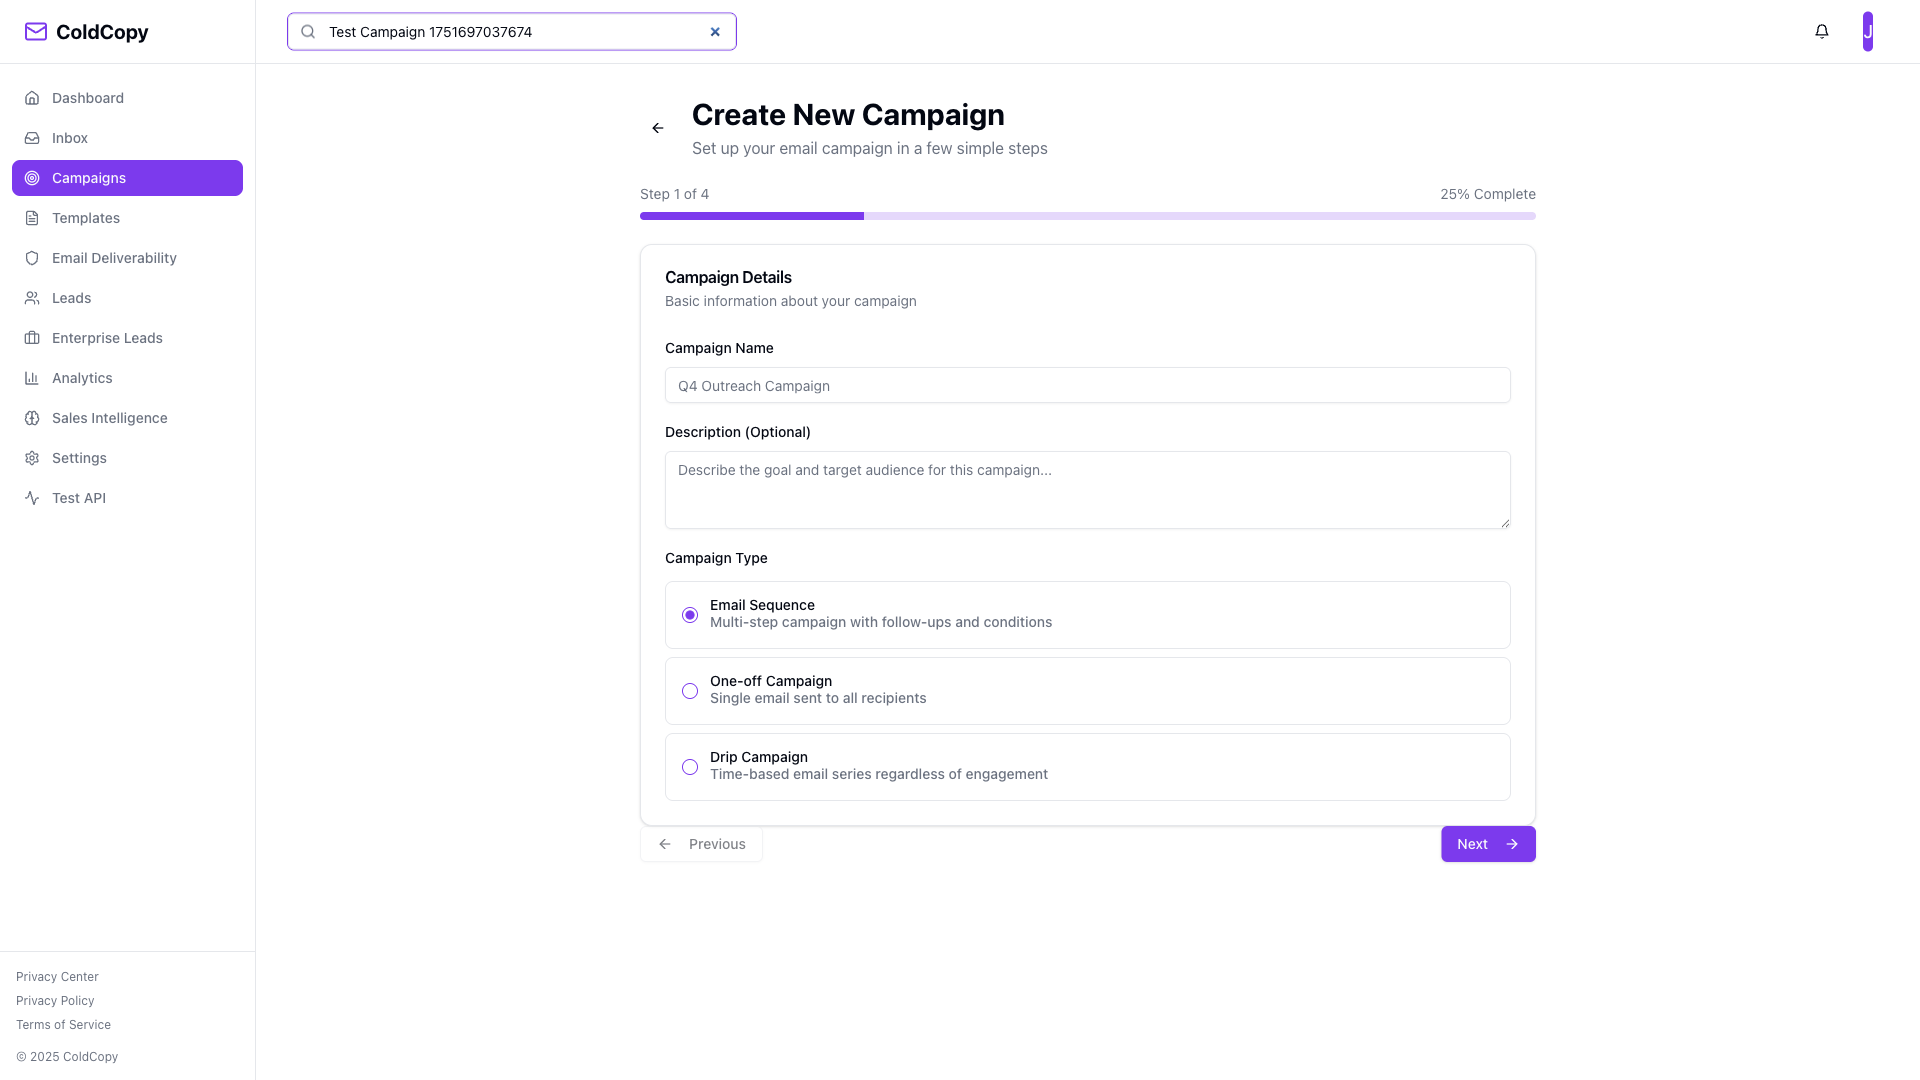 ColdCopy
Test Campaign 1751697037674
J
Dashboard
Inbox
Campaigns
Templates
Email Deliverability
Leads
Enterprise Leads
Analytics
Sales Intelligence
Settings
Test API
Create New Campaign
Set up your email campaign in a few simple steps
Step 1 of 4
25% Complete
Campaign Details
Basic information about your campaign
Campaign Name
Q4 Outreach Campaign
Description (Optional)
Describe the goal and target audience for this campaign...
Campaign Type
Email Sequence
Multi-step campaign with follow-ups and conditions
One-off Campaign
Single email sent to all recipients
Drip Campaign
Time-based email series regardless of engagement
Previous
Next
Privacy Center
Privacy Policy
Terms of Service
© 2025 ColdCopy